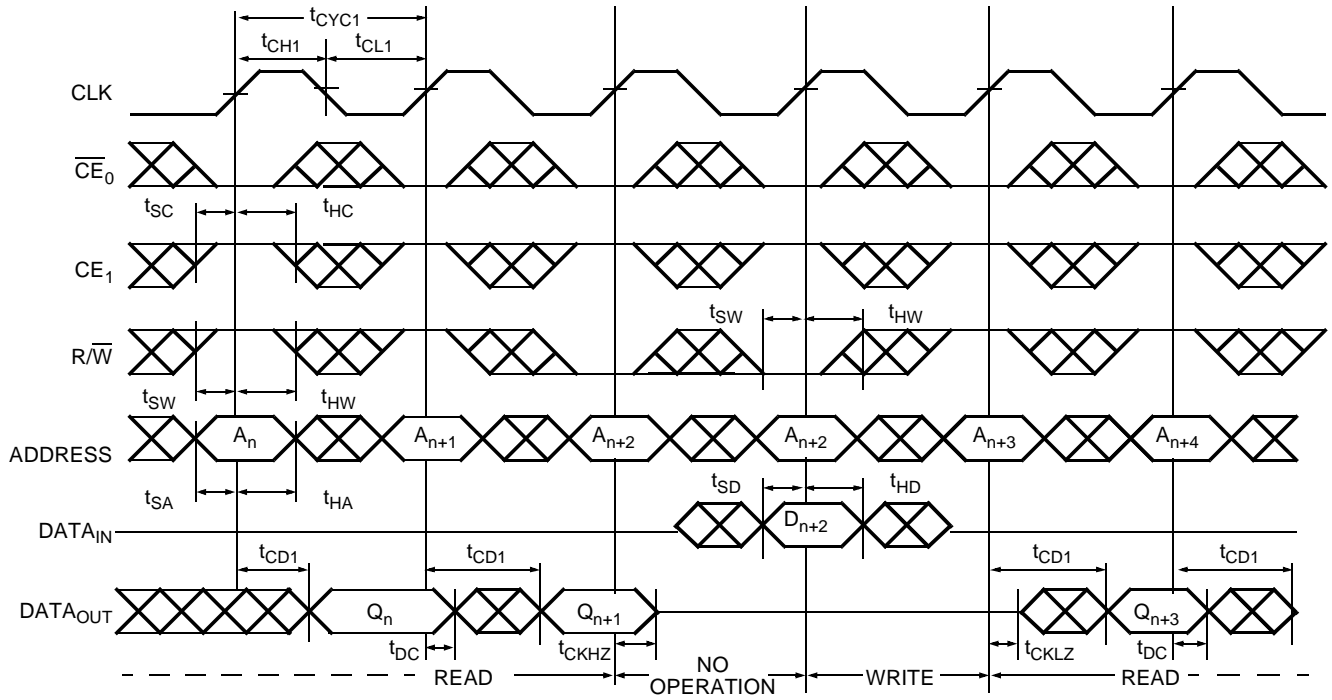 tCYC1
tCH1 tCL1
CLK
CE0
tSC tHC
CE1
tSW tHW
R/W
tSW tHW
ADDRESS An An+1 An+2 An+2 An+3 An+4
tSA tHA tSD tHD
DATAIN Dn+2
tCD1 tCD1 tCD1 tCD1
DATAOUT Qn Qn+1 Qn+3
tDC tCKHZ tCKLZ tDC
READ NO OPERATION WRITE READ